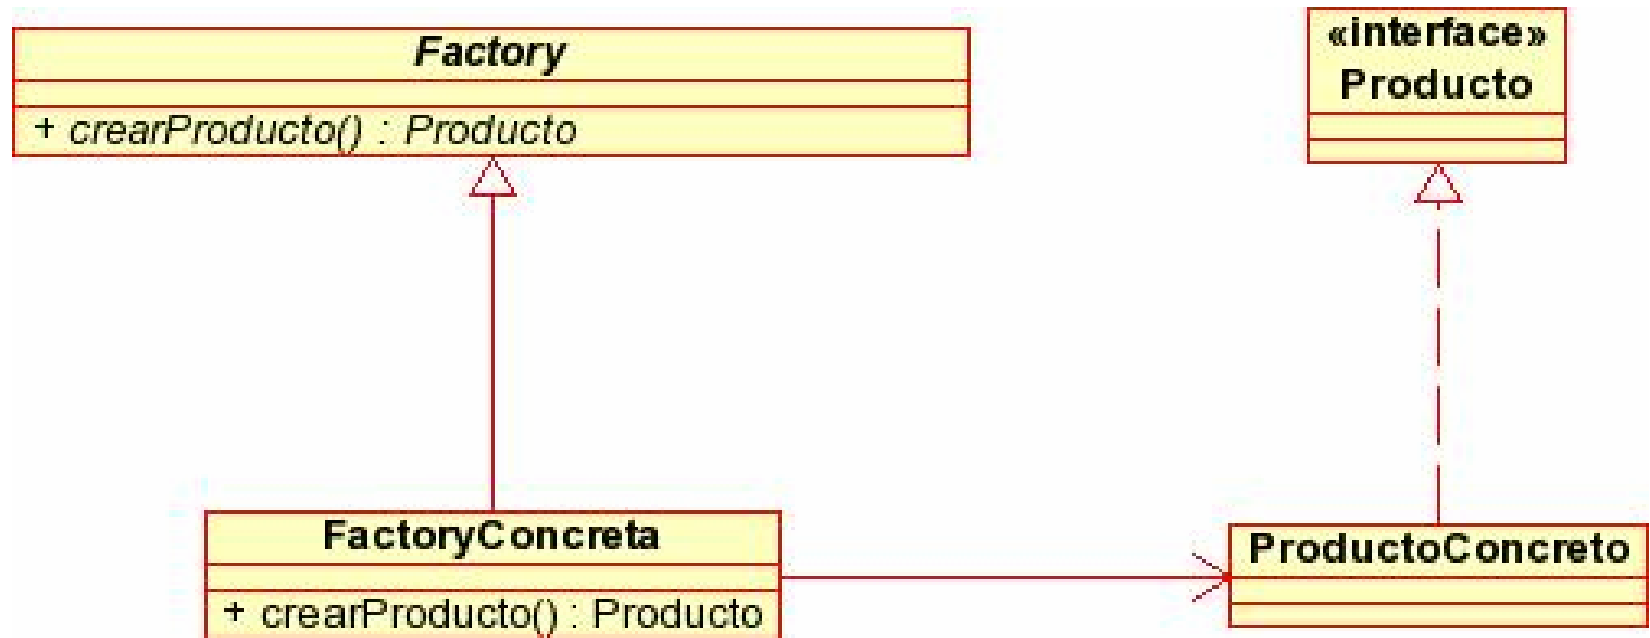 Factory
+ crearProducto() : Producto
«interface»
Producto
FactoryConcreta
+ crearProducto() : Producto
ProductoConcreto